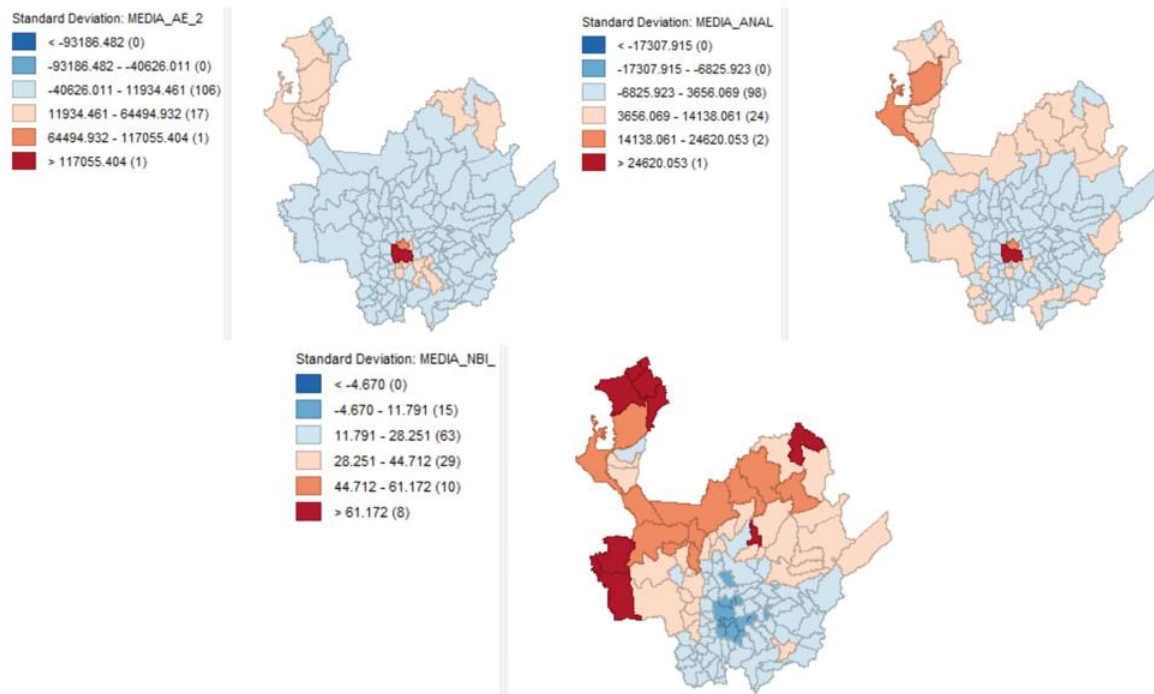 Standard Deviation: MEDIA_AE_2
< -93186.482 (0)
-93186.482 - -40626.011 (0)
-40626.011 - 11934.461 (106)
11934.461 - 64494.932 (17)
64494.932 - 117055.404 (1)
> 117055.404 (1)
Standard Deviation: MEDIA_ANAL
< -17307.915 (0)
-17307.915 - -6825.923 (0)
-6825.923 - 3656.069 (98)
3656.069 - 14138.061 (24)
14138.061 - 24620.053 (2)
> 24620.053 (1)
Standard Deviation: MEDIA_NBI_
< -4.670 (0)
-4.670 - 11.791 (15)
11.791 - 28.251 (63)
28.251 - 44.712 (29)
44.712 - 61.172 (10)
> 61.172 (8)